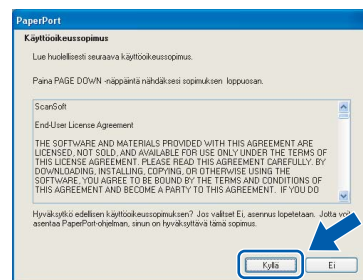 PaperPort
Käyttöoikeussopimus
Lue huolellisesti seuraava käyttöoikeussopimus.
Paina PAGE DOWN -näppäintä nähdäksesi sopimuksen loppuosan.
ScanSoft
End-User License Agreement
THE SOFTWARE AND MATERIALS PROVIDED WITH THIS AGREEMENT ARE
LICENSED, NOT SOLD, AND AVAILABLE FOR USE ONLY UNDER THE TERMS OF
THIS LICENSE AGREEMENT. PLEASE READ THIS AGREEMENT CAREFULLY. BY
DOWNLOADING, INSTALLING, COPYING, OR OTHERWISE USING THE
SOFTWARE, YOU AGREE TO BE BOUND BY THE TERMS AND CONDITIONS OF
THIS AGREEMENT AND BECOME A PARTY TO THIS AGREEMENT. IF YOU DO
Hyväksytkö edellisen käyttöoikeussopimuksen? Jos valitset Ei, asennus lopetetaan. Jotta voit
asentaa PaperPort-ohjelman, sinun on hyväksyttävä tämä sopimus.
Kyllä
Ei